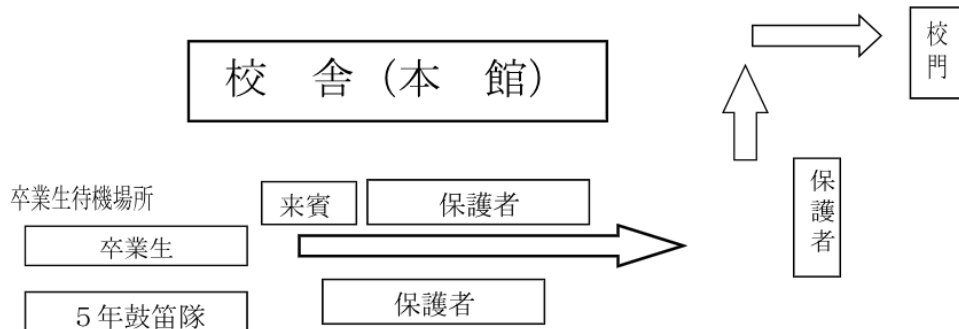 校　舎（本　館）
校門
卒業生待機場所
来賓
保護者
保護者
卒業生
保護者
５年鼓笛隊